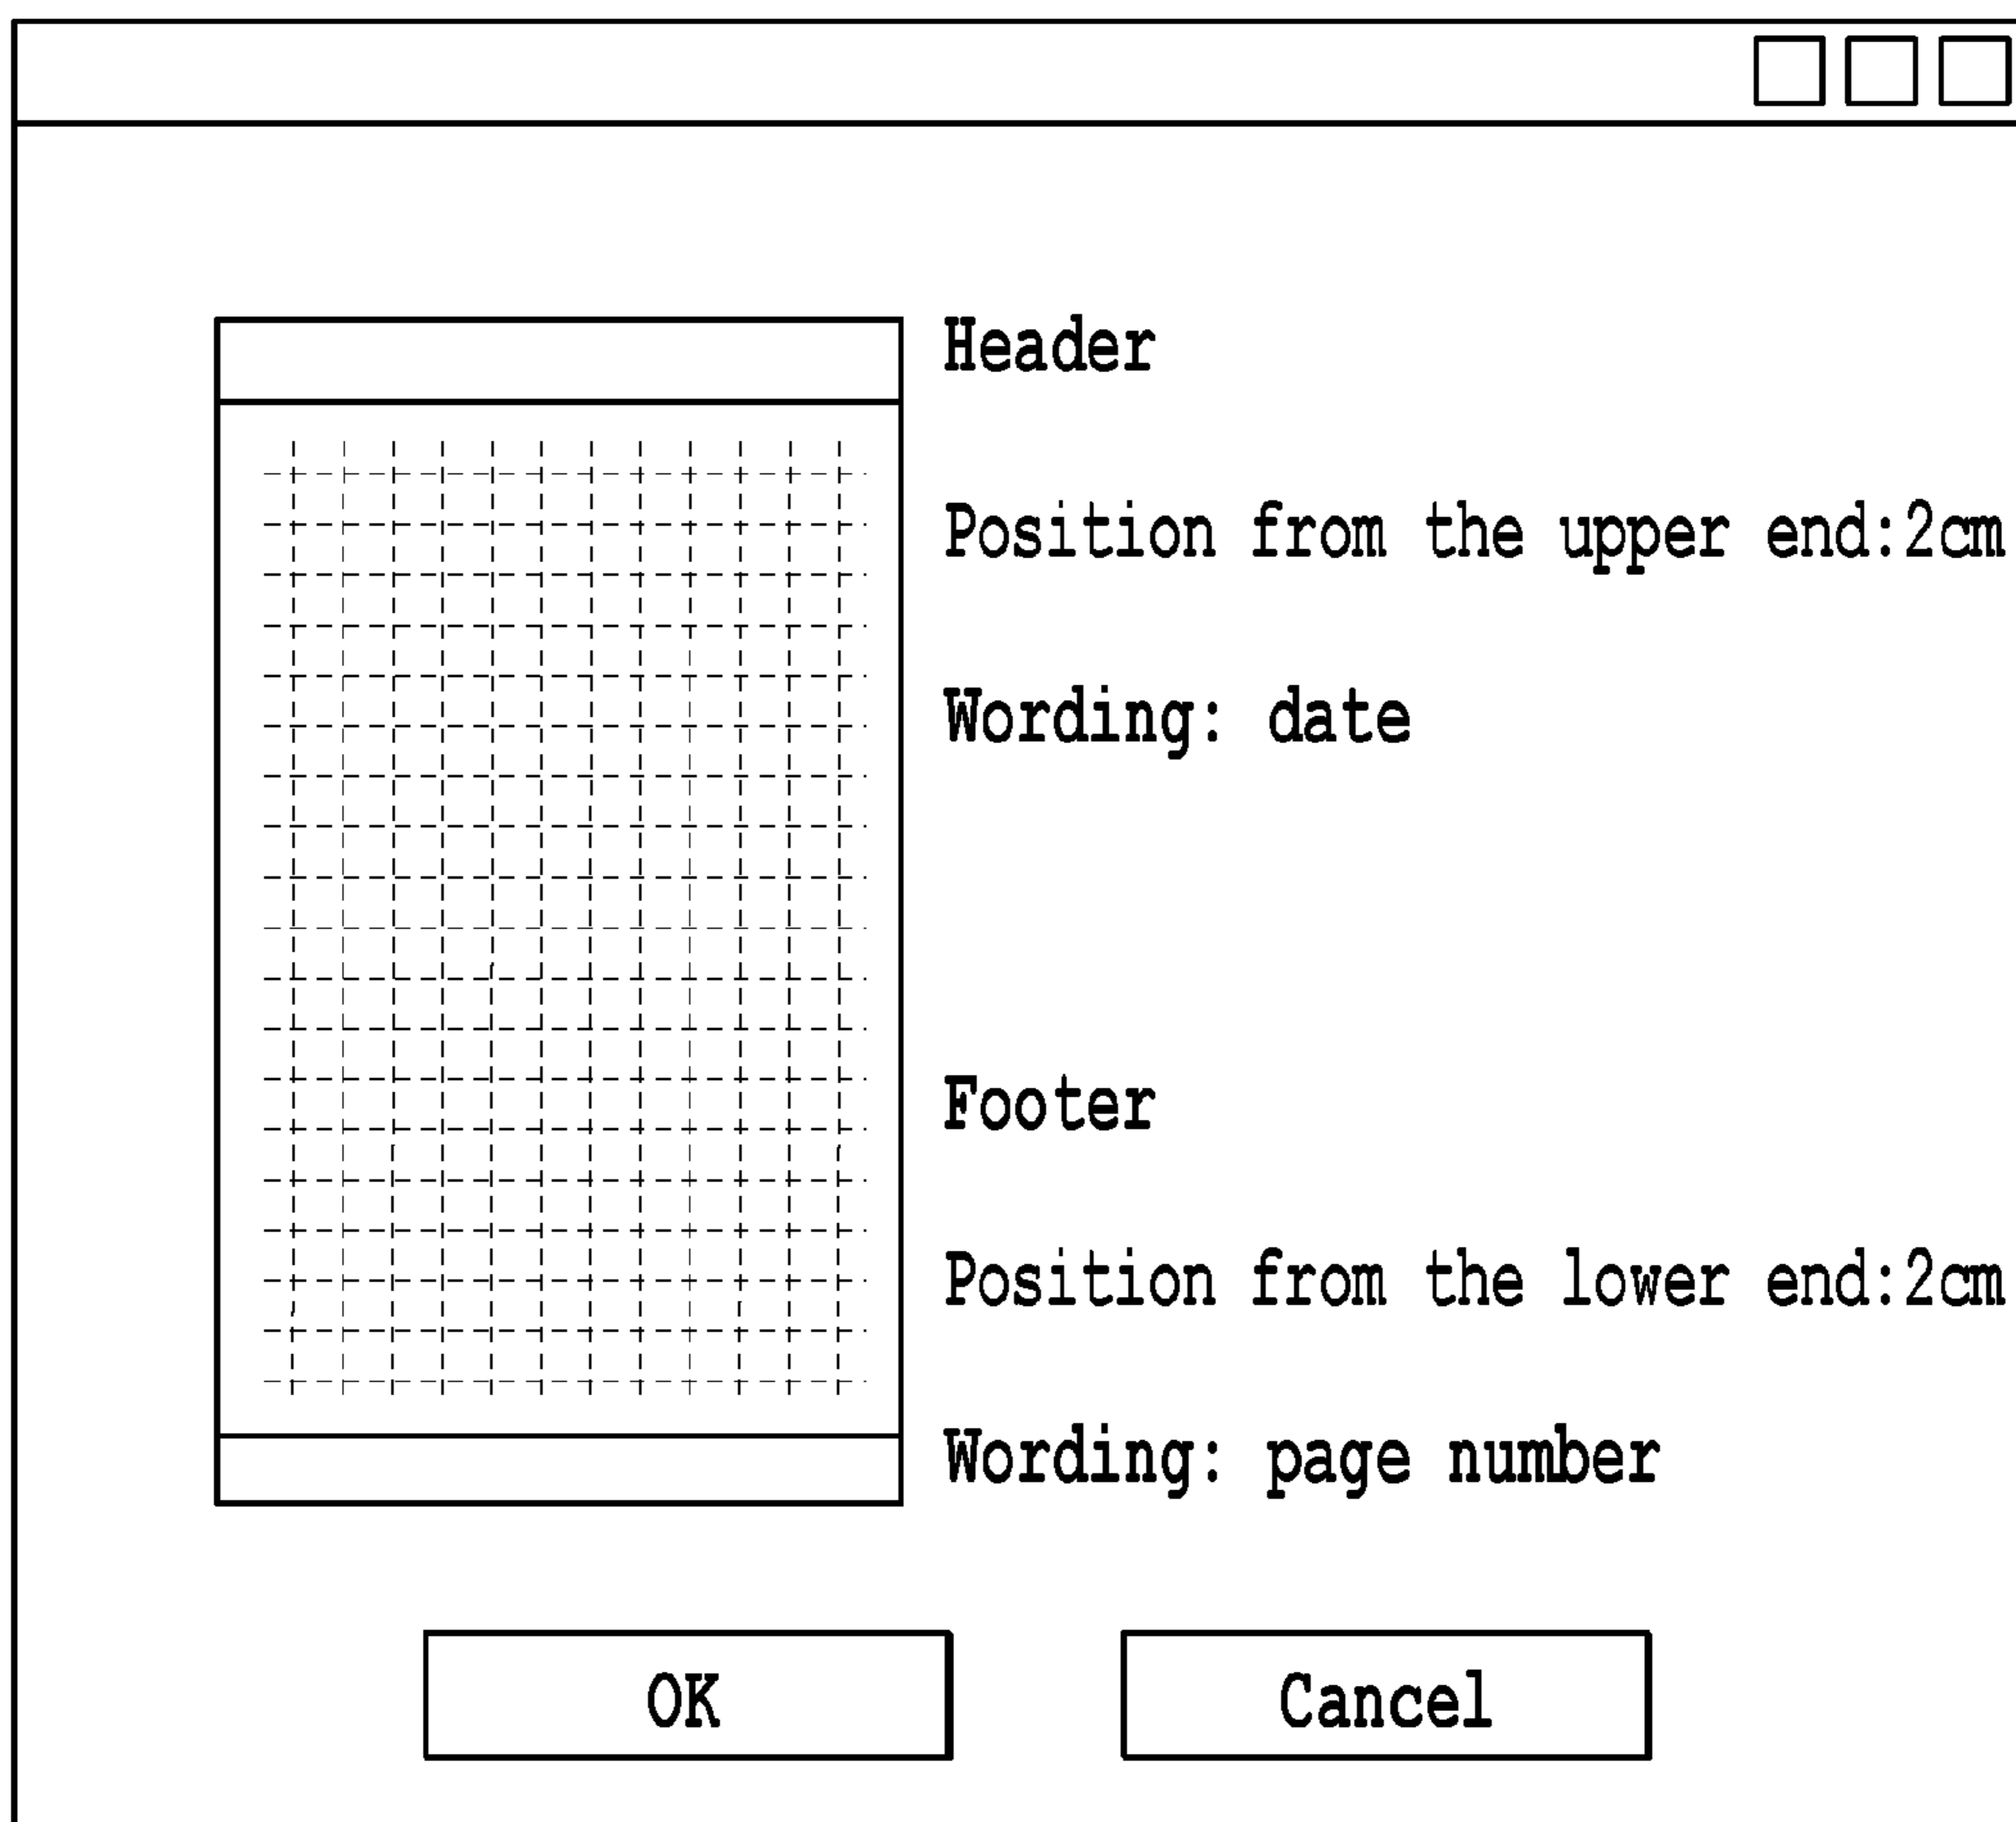 Header
Position from the upper end:2cm
Wording: date
Footer
Position from the lower end:2cm
Wording: page number
OK
Cancel